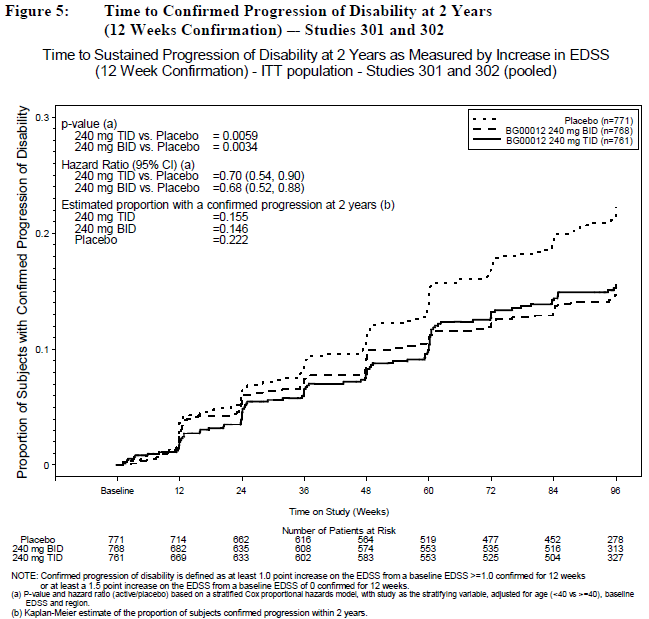 Figure 5: Time to Confirmed Progression of Disability at 2 Years
(12 Weeks Confirmation) –- Studies 301 and 302
Time to Sustained Progression of Disability at 2 Years as Measured by Increase in EDSS
(12 Week Confirmation) - ITT population - Studies 301 and 302 (pooled)
Proportion of Subjects with Confirmed Progression of Disability
0.3
0.2
0.1
0
p-value (a)
240 mg TID vs. Placebo = 0.0059
240 mg BID vs. Placebo = 0.0034
Hazard Ratio (95% CI) (a)
240 mg TID vs. Placebo =0.70 (0.54, 0.90)
240 mg BID vs. Placebo =0.68 (0.52, 0.88)
Estimated proportion with a confirmed progression at 2 years (b)
240 mg TID =0.155
240 mg BID =0.146
Placebo =0.222
Placebo (n=771)
BG00012 240 mg BID (n=768)
BG00012 240 mg TID (n=761)
Baseline 12 24 36 48 60 72 84 96
Time on Study (Weeks)
Number of Patients at Risk
Placebo 771 714 662 616 564 519 477 452 278
240 mg BID 768 682 635 608 574 553 535 516 313
240 mg TID 761 669 633 602 583 553 525 504 327
NOTE: Confirmed progression of disability is defined as at least 1.0 point increase on the EDSS from a baseline EDSS >=1.0 confirmed for 12 weeks
or at least a 1.5 point increase on the EDSS from a baseline EDSS of 0 confirmed for 12 weeks.
(a) P-value and hazard ratio (active/placebo) based on a stratified Cox proportional hazards model, with study as the stratifying variable, adjusted for age (<40 vs >=40), baseline
EDSS and region.
(b) Kaplan-Meier estimate of the proportion of subjects confirmed progression within 2 years.